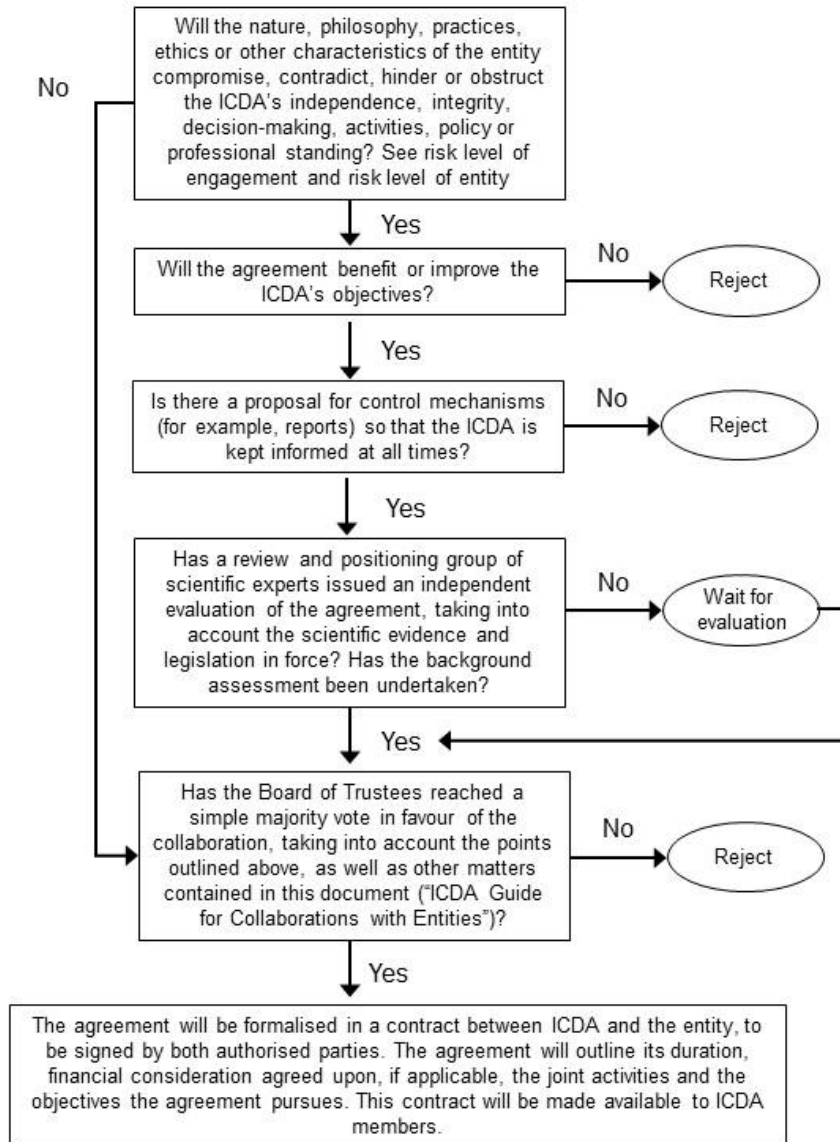 Will the nature, philosophy, practices,
ethics or other characteristics of the entity
compromise, contradict, hinder or obstruct
the ICDA's independence, integrity,
decision-making, activities, policy or
professional standing? See risk level of
engagement and risk level of entity
No
Yes
Will the agreement benefit or improve the
ICDA's objectives?
No
Reject
Yes
Is there a proposal for control mechanisms
(for example, reports) so that the ICDA is
kept informed at all times?
No
Reject
Yes
Has a review and positioning group of
scientific experts issued an independent
evaluation of the agreement, taking into
account the scientific evidence and
legislation in force? Has the background
assessment been undertaken?
No
Wait for
evaluation
Yes
Has the Board of Trustees reached a
simple majority vote in favour of the
collaboration, taking into account the points
outlined above, as well as other matters
contained in this document (“ICDA Guide
for Collaborations with Entities”)?
No
Reject
Yes
The agreement will be formalised in a contract between ICDA and the entity, to
be signed by both authorised parties. The agreement will outline its duration,
financial consideration agreed upon, if applicable, the joint activities and the
objectives the agreement pursues. This contract will be made available to ICDA
members.